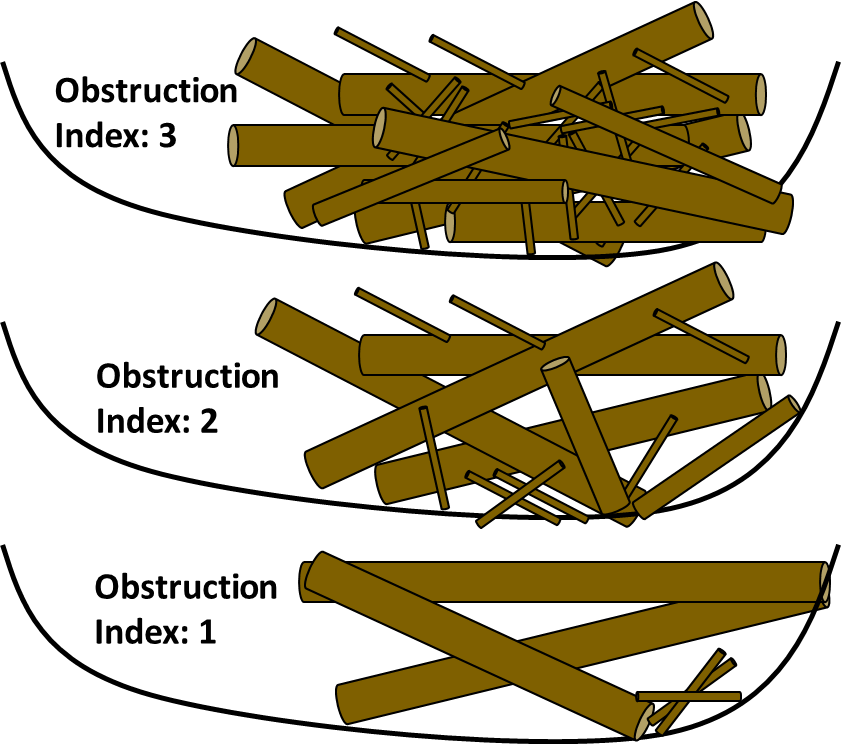 Obstruction
Index: 3
Obstruction
Index: 2
Obstruction
Index: 1